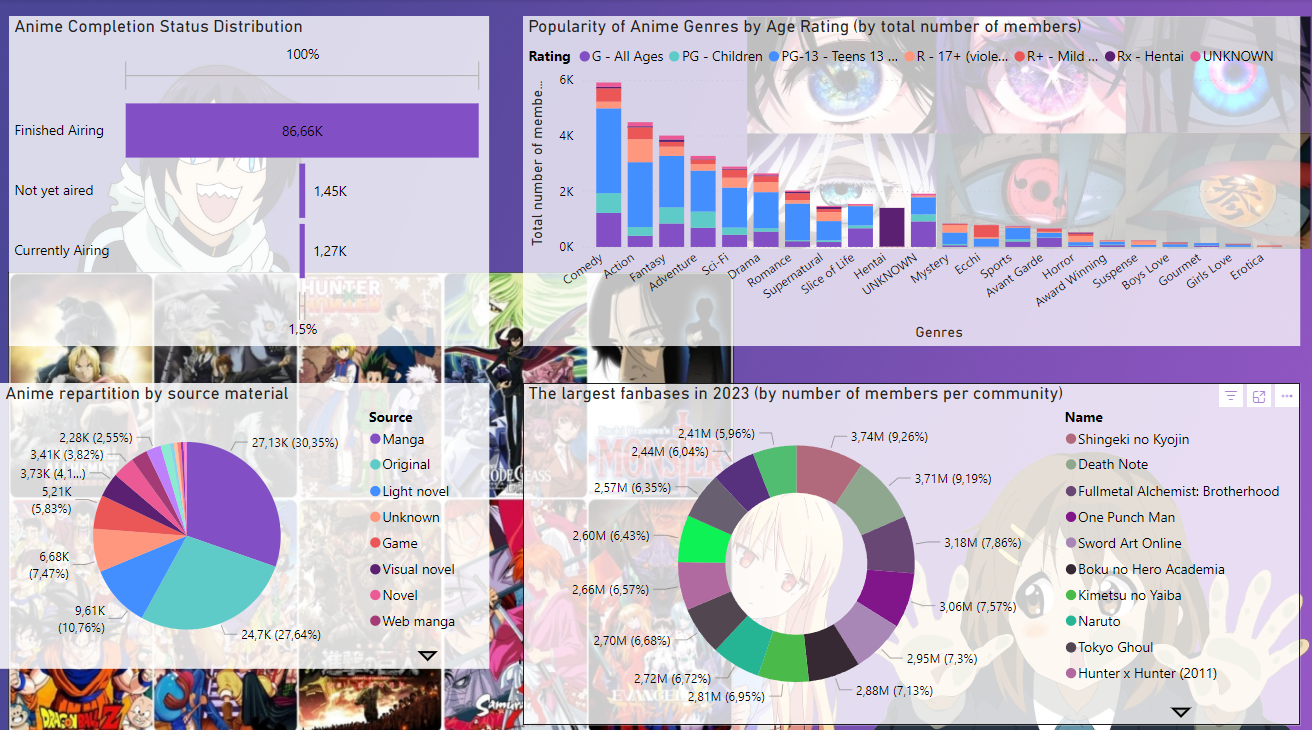 Anime Completion Status Distribution
100%
Finished Airing
86,66K
Not yet aired
1,45K
Currently Airing
1,27K
1,5%
Popularity of Anime Genres by Age Rating (by total number of members)
Rating G - All Ages PG - Children PG-13 - Teens 13 ... R - 17+ (viole... R+ - Mild ... Rx - Hentai UNKNOWN
Total number of membe...
6K
4K
2K
0K
Comedy
Action
Fantasy
Adventure
Sci-Fi
Drama
Romance
Supernatural
Slice of Life
Hentai
UNKNOWN
Mystery
Ecchi
Sports
Avant Garde
Horror
Award Winning
Suspense
Boys Love
Gourmet
Girls Love
Erotica
Genres
HUNTER
Anime repartition by source material
2,28K (2,55%)
3,41K (3,82%)
3,73K (4,1...)
5,21K
(5,83%)
6,68K
(7,47%)
9,61K
(10,76%)
27,13K (30,35%)
24,7K (27,64%)
Source
Manga
Original
Light novel
Unknown
Game
Visual novel
Novel
Web manga
CODE GEASS
The largest fanbases in 2023 (by number of members per community)
2,41M (5,96%)
2,44M (6,04%)
2,57M (6,35%)
2,60M (6,43%)
2,66M (6,57%)
2,70M (6,68%)
2,72M (6,72%)
2,81M (6,95%)
3,74M (9,26%)
3,71M (9,19%)
3,18M (7,86%)
3,06M (7,57%)
2,95M (7,3%)
2,88M (7,13%)
Name
Shingeki no Kyojin
Death Note
Fullmetal Alchemist: Brotherhood
One Punch Man
Sword Art Online
Boku no Hero Academia
Kimetsu no Yaiba
Naruto
Tokyo Ghoul
Hunter x Hunter (2011)
MONSTER
DRAGONBALL Z
参